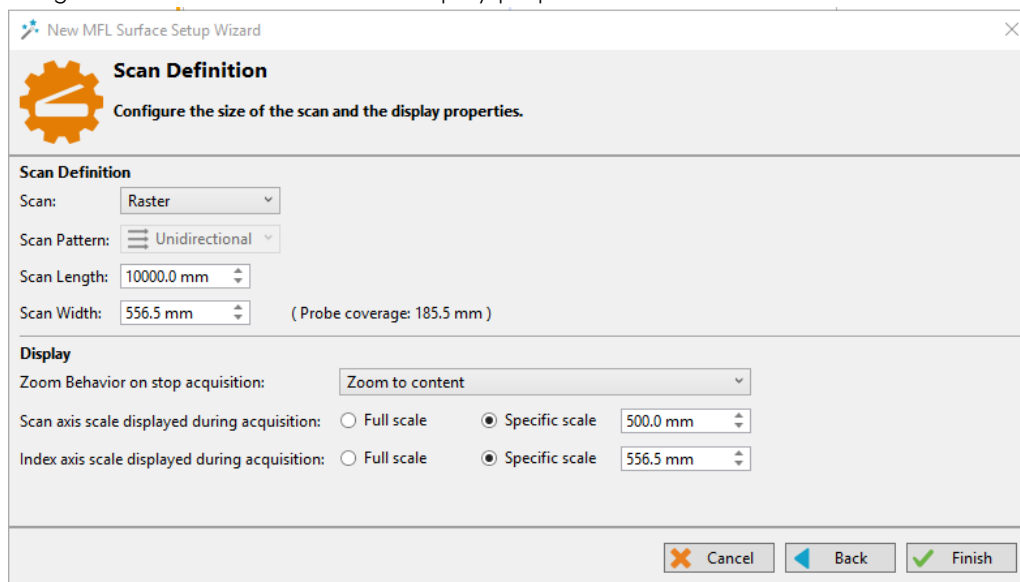 New MFL Surface Setup Wizard
Scan Definition
Configure the size of the scan and the display properties.
Scan Definition
Scan: Raster
Scan Pattern: Unidirectional
Scan Length: 10000.0 mm
Scan Width: 556.5 mm ( Probe coverage: 185.5 mm )
Display
Zoom Behavior on stop acquisition: Zoom to content
Scan axis scale displayed during acquisition: Full scale Specific scale 500.0 mm
Index axis scale displayed during acquisition: Full scale Specific scale 556.5 mm
Cancel Back Finish